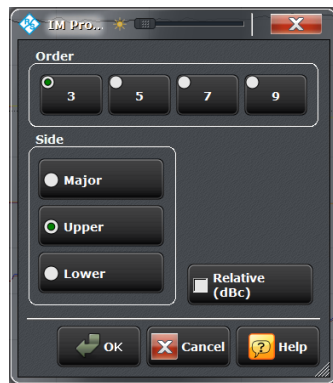 IM Pro...
Order
3 5 7 9
Side
Major
Upper
Lower
Relative
(dBc)
OK Cancel Help